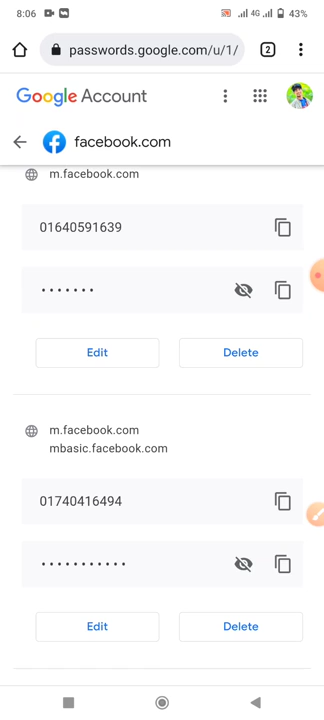 8:06 4G 43%
passwords.google.com/u/1/ 2
Google Account
facebook.com
m.facebook.com
01640591639
•••••••
Edit Delete
m.facebook.com
mbasic.facebook.com
01740416494
•••••••••••
Edit Delete